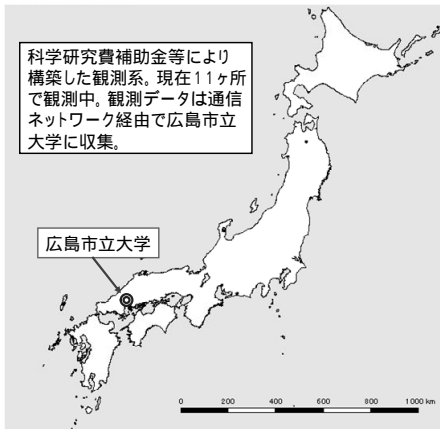 科学研究費補助金等により
構築した観測系。現在11ヶ所
で観測中。観測データは通信
ネットワーク経由で広島市立
大学に収集。
広島市立大学
0 200 400 600 800 1000 km